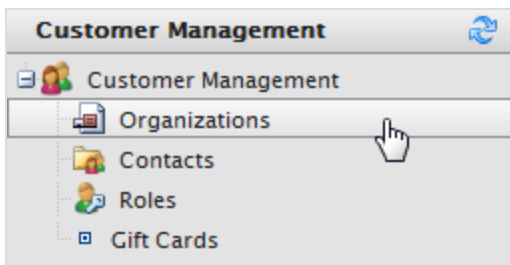 Customer Management
Customer Management
Organizations
Contacts
Roles
Gift Cards